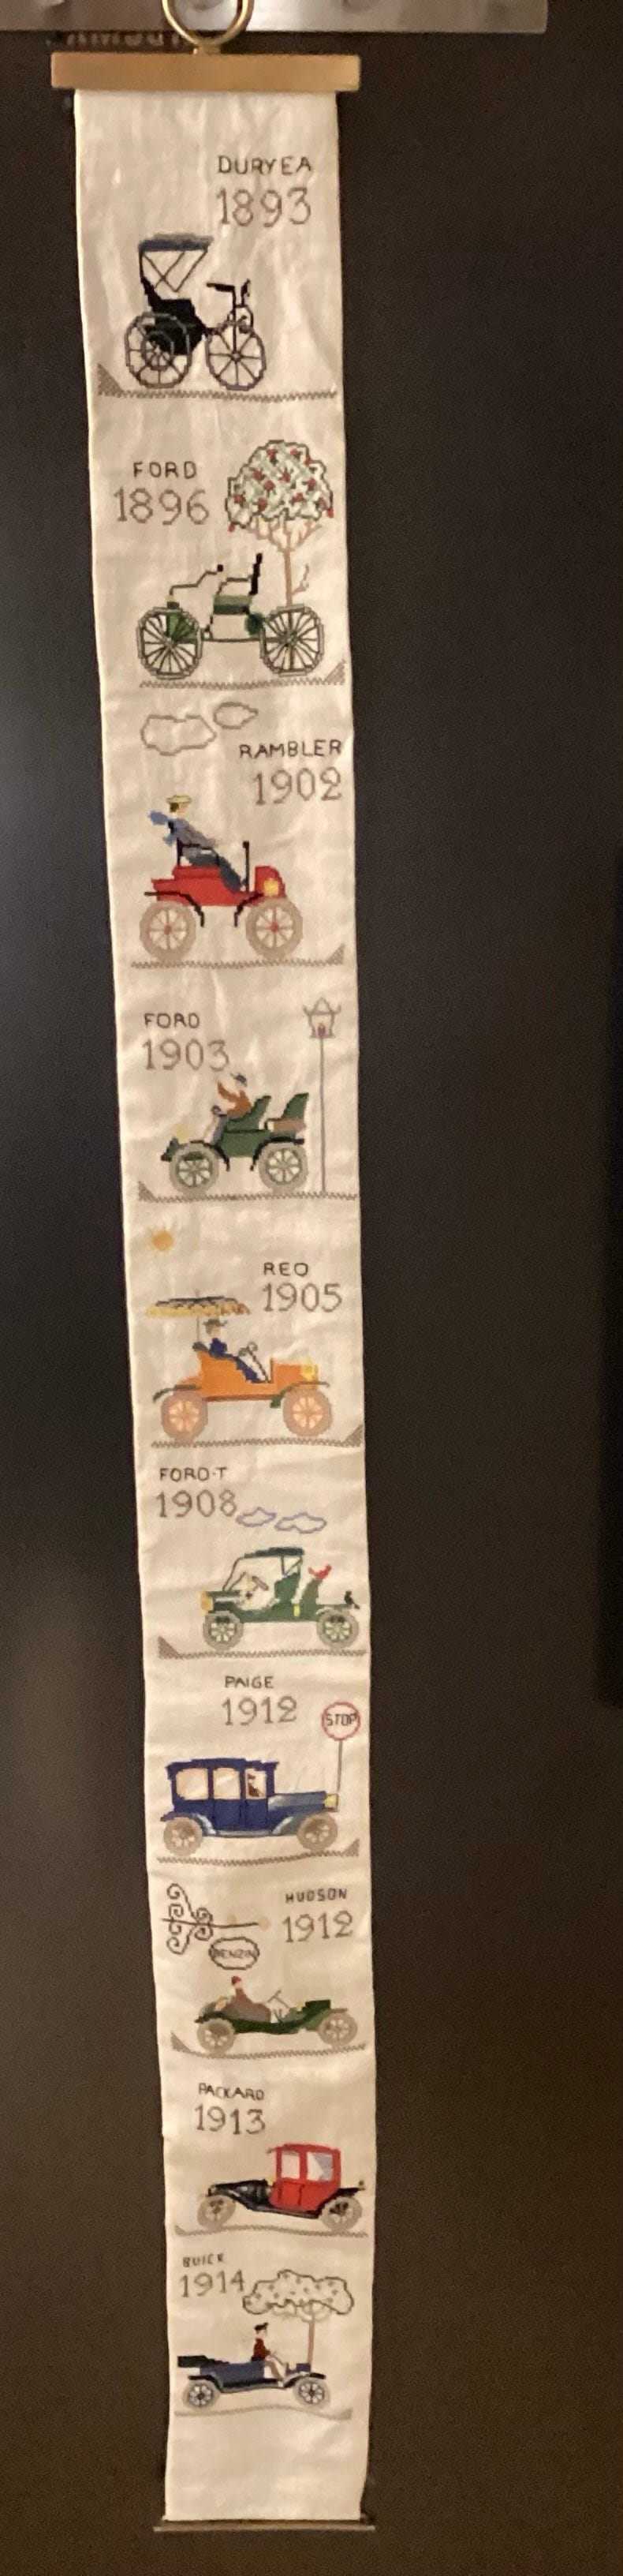 DURYEA
1893
FORD
1896
RAMBLER
1902
FORD
1903
REO
1905
FORD-T
1908
PAIGE
1912
STOP
HUDSON
1912
BENZIN
PACKARD
1913
BUICK
1914